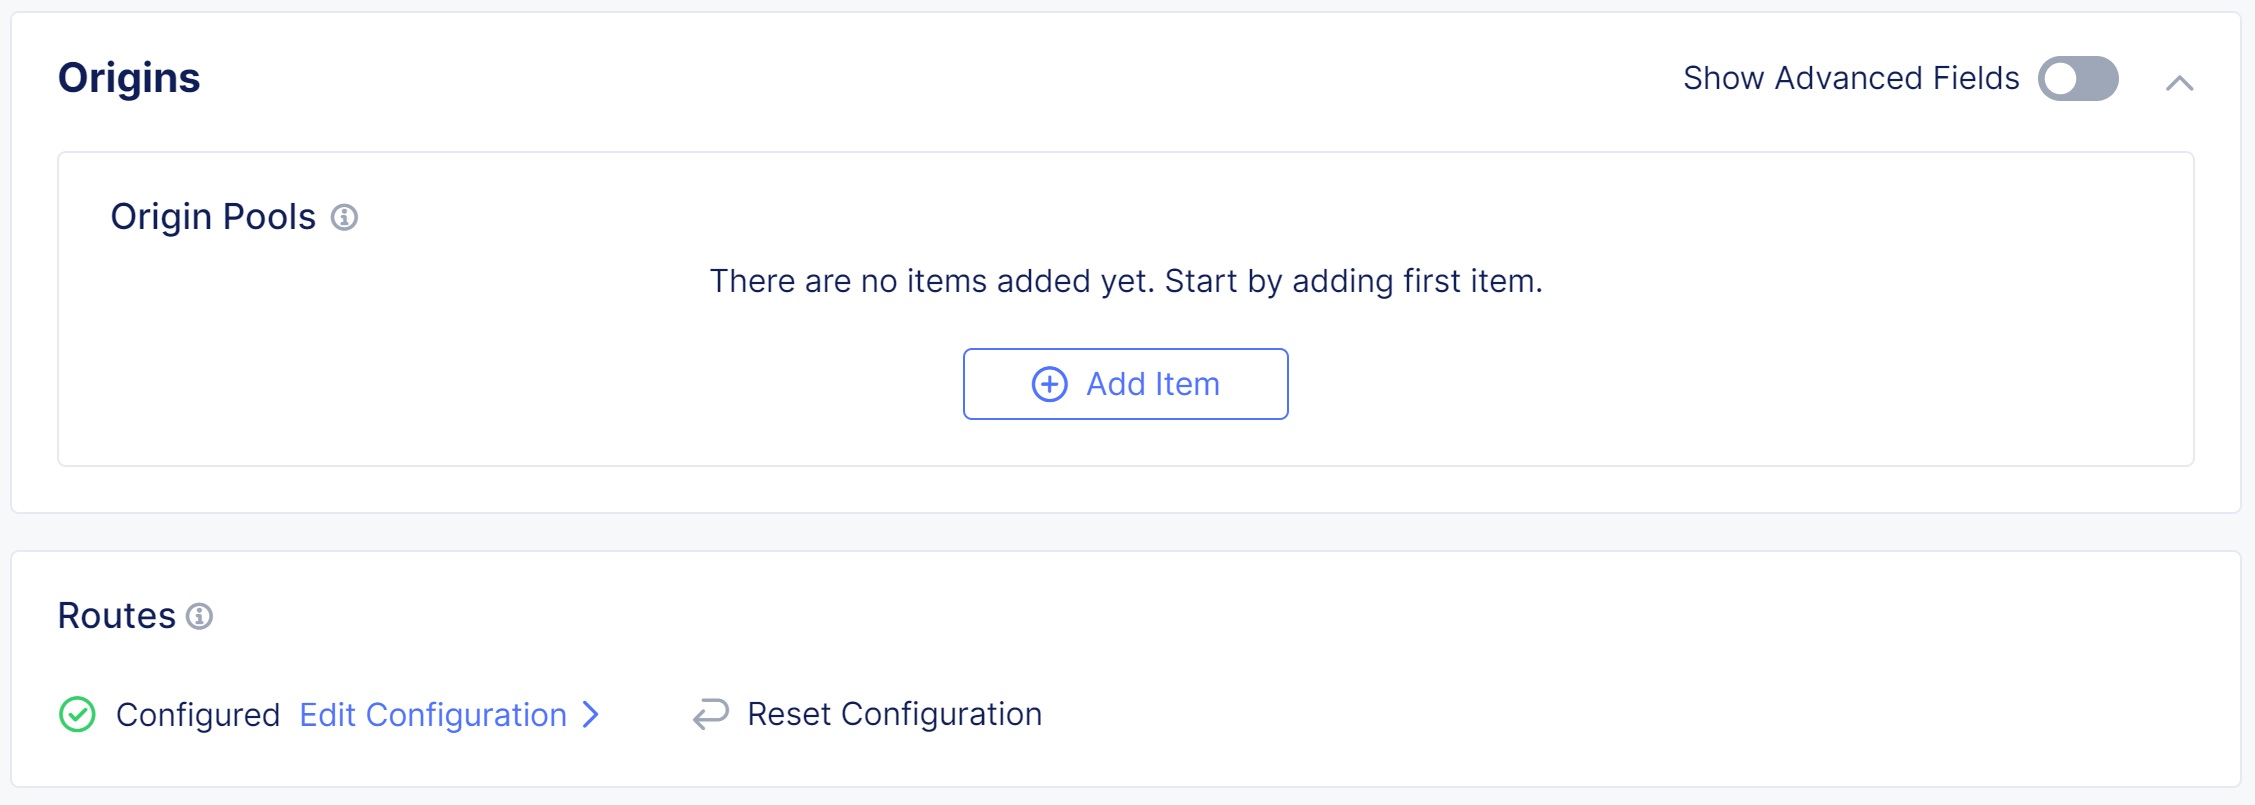 Origins
Show Advanced Fields
Origin Pools
There are no items added yet. Start by adding first item.
Add Item
Routes
Configured Edit Configuration
Reset Configuration